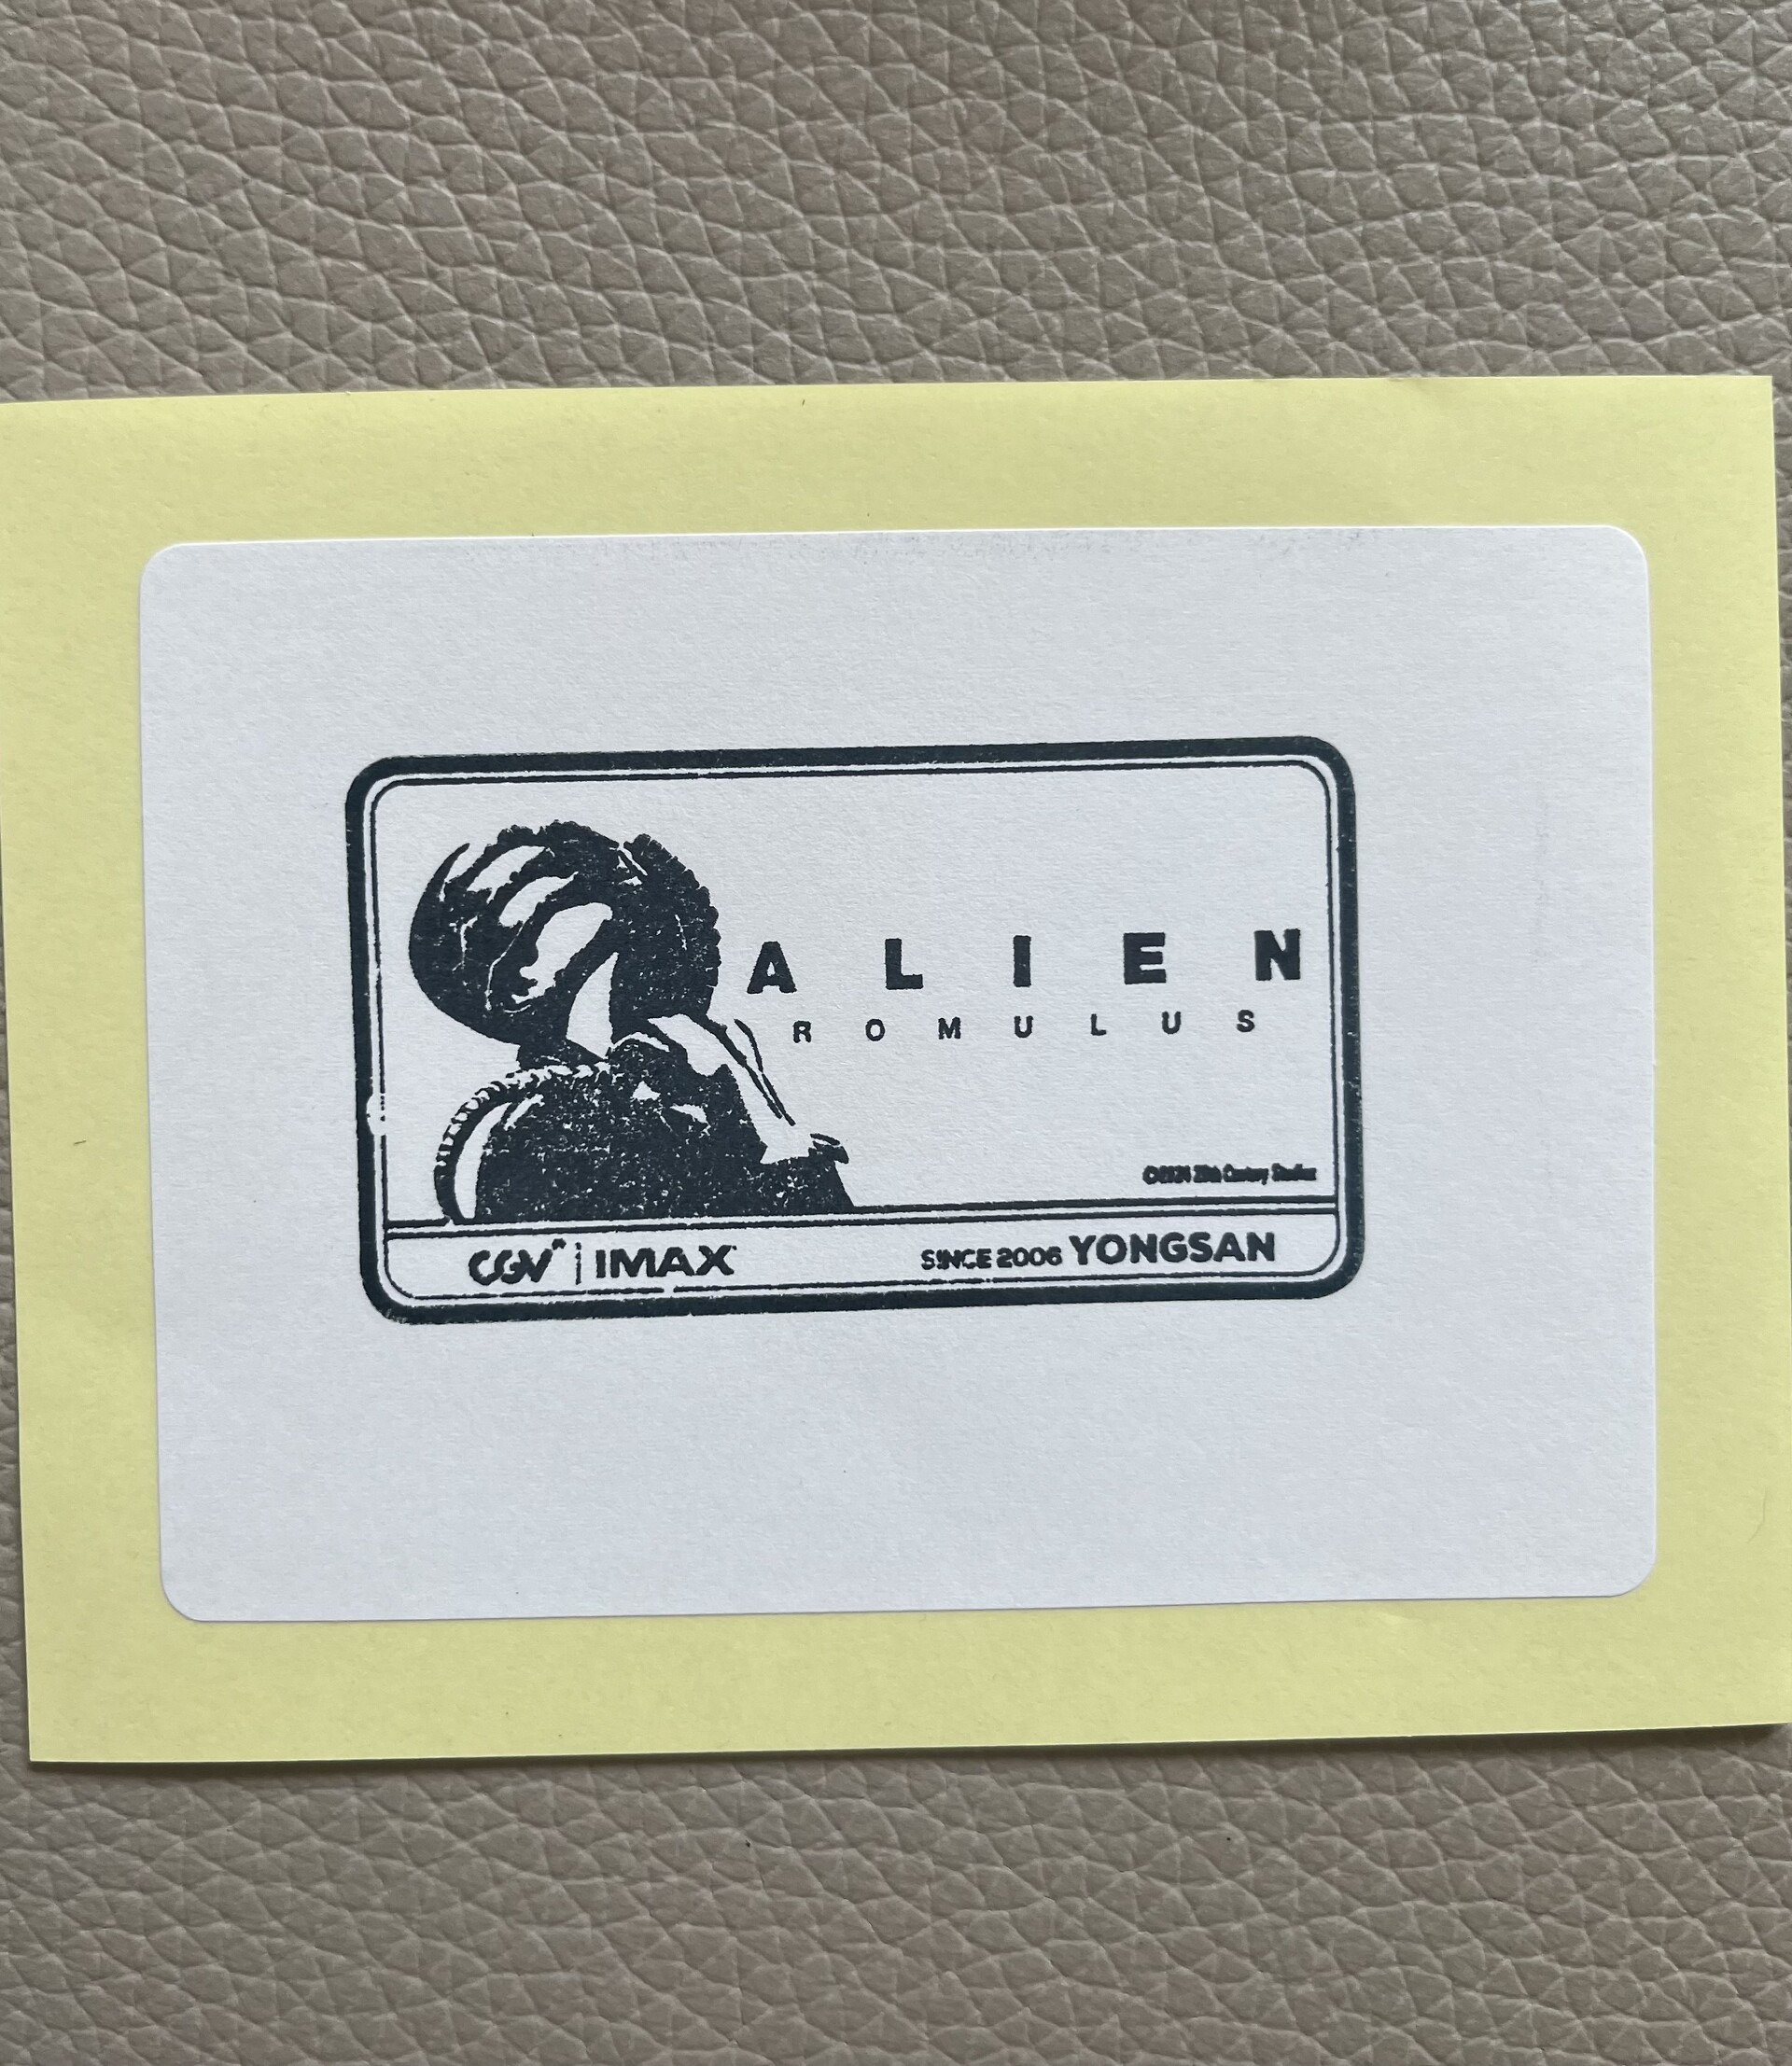 ALIEN
ROMULUS
©2024 20th Century Studios
CGV | IMAX
SINCE 2006 YONGSAN